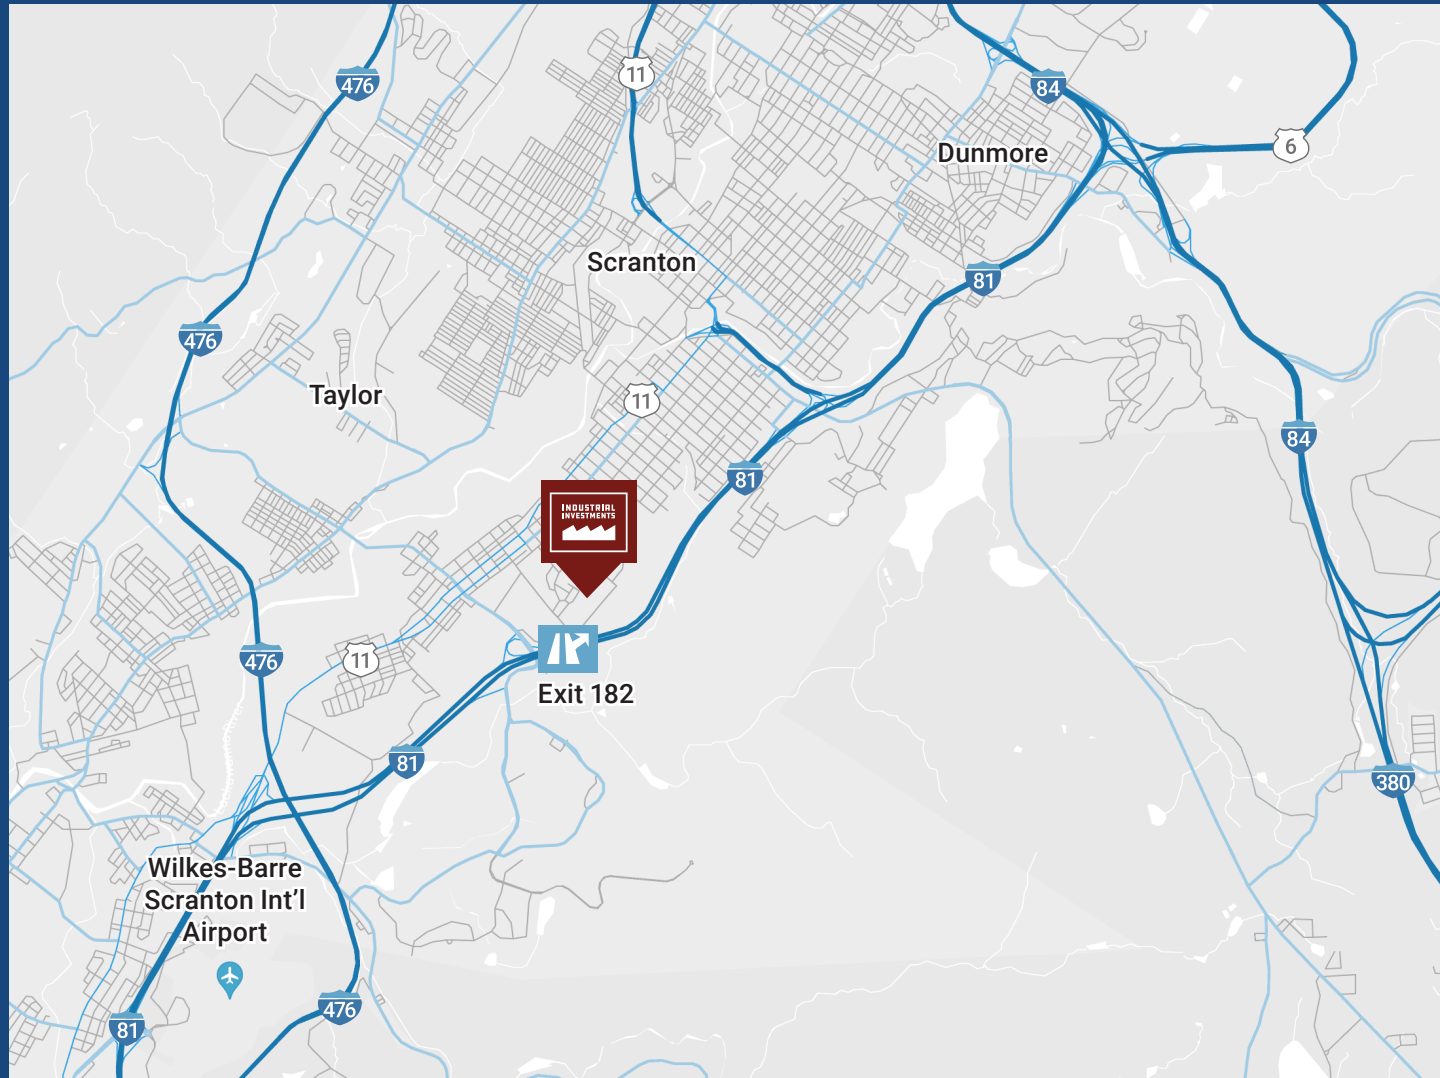 11
476
84
Dunmore
6
Scranton
81
476
Taylor
11
84
81
INDUSTRIAL
INVESTMENTS
476
11
Exit 182
81
380
Wilkes-Barre
Scranton Int’l
Airport
476
81